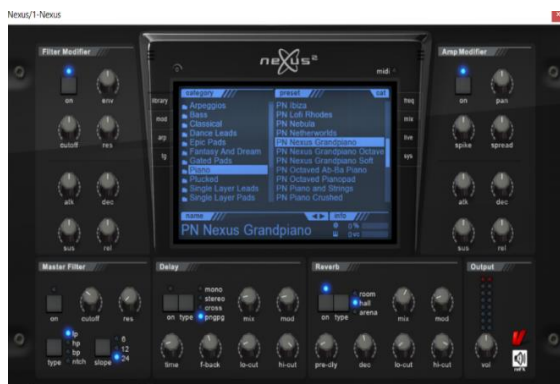 Nexus/1-Nexus
Filter Modifier
on
env
cutoff
res
atk
dec
sus
rel
nexus²
midi
library
mod
arp
tg
category
preset
cat
Arpeggios
Bass
Classical
Dance Leads
Epic Pads
Fantasy And Dream
Gated Pads
Piano
Plucked
Single Layer Leads
Single Layer Pads
PN Ibiza
PN Lofi Rhodes
PN Nebula
PN Netherworlds
PN Nexus Grandpiano
PN Nexus Grandpiano Octave
PN Nexus Grandpiano Soft
PN Octaved Ab-Ba Piano
PN Octaved Pianopad
PN Piano and Strings
PN Piano Crushed
name
info
PN Nexus Grandpiano
freq
mix
live
sys
Amp Modifier
on
pan
spike
spread
atk
dec
sus
rel
Master Filter
on
cutoff
res
type
lp
hp
bp
ntch
slope
6
12
24
Delay
on
type
mono
stereo
cross
pngpg
mix
mod
time
f-back
lo-cut
hi-cut
Reverb
on
type
room
hall
arena
mix
mod
pre-dly
dec
lo-cut
hi-cut
Output
vol
reFX